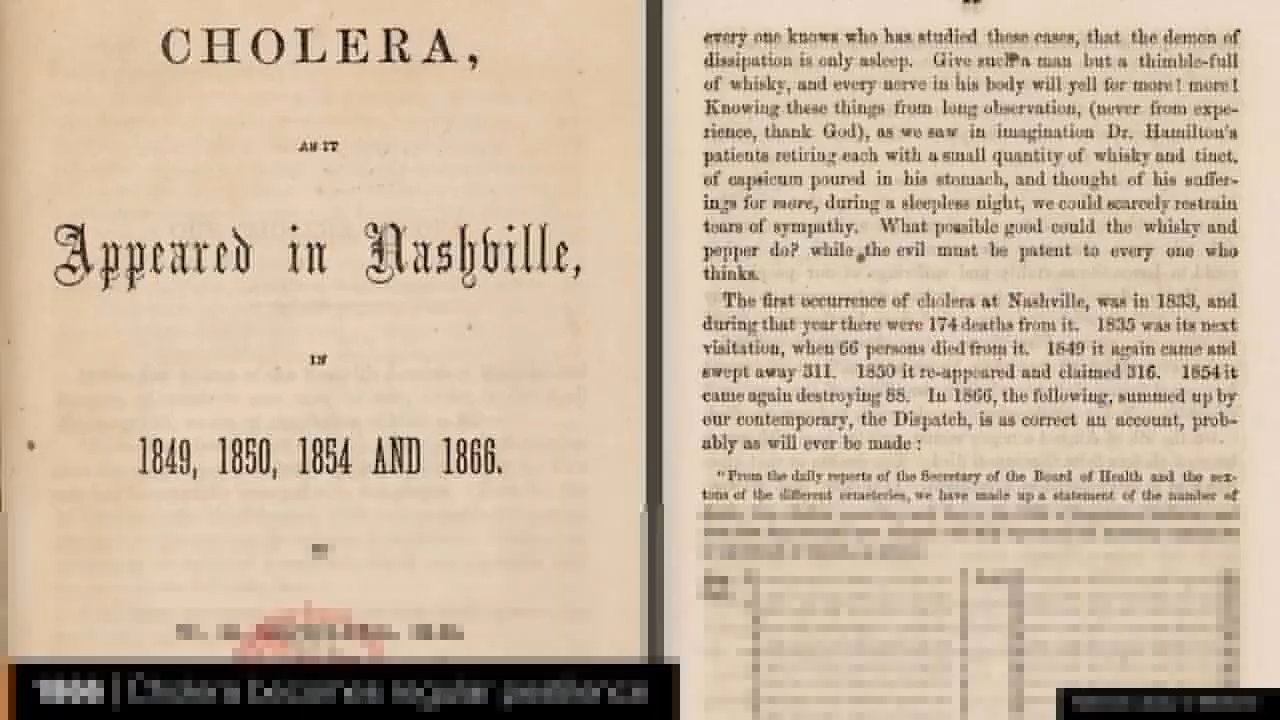 CHOLERA,
AS IT
Appeared in Nashville,
IN
1849, 1850, 1854 AND 1866.
BY
every one knows who has studied these cases, that the demon of
dissipation is only asleep. Give such a man but a thimble-full
of whisky, and every nerve in his body will yell for more! more!
Knowing these things from long observation, (never from expe-
rience, thank God), as we saw in imagination Dr. Hamilton's
patients retiring each with a small quantity of whisky and tinct.
of capsicum poured in his stomach, and thought of his suffer-
ings for more, during a sleepless night, we could scarcely restrain
tears of sympathy. What possible good could the whisky and
pepper do? while the evil must be patent to every one who
thinks.
The first occurrence of cholera at Nashville, was in 1833, and
during that year there were 174 deaths from it. 1835 was its next
visitation, when 66 persons died from it. 1849 it again came and
swept away 311. 1850 it re-appeared and claimed 316. 1854 it
came again destroying 88. In 1866, the following, summed up by
our contemporary, the Dispatch, is as correct an account, prob-
ably as will ever be made :
"From the daily reports of the Secretary of the Board of Health and the sex-
tons of the different cemeteries, we have made up a statement of the number of
1866 | Cholera becomes regular pestilence